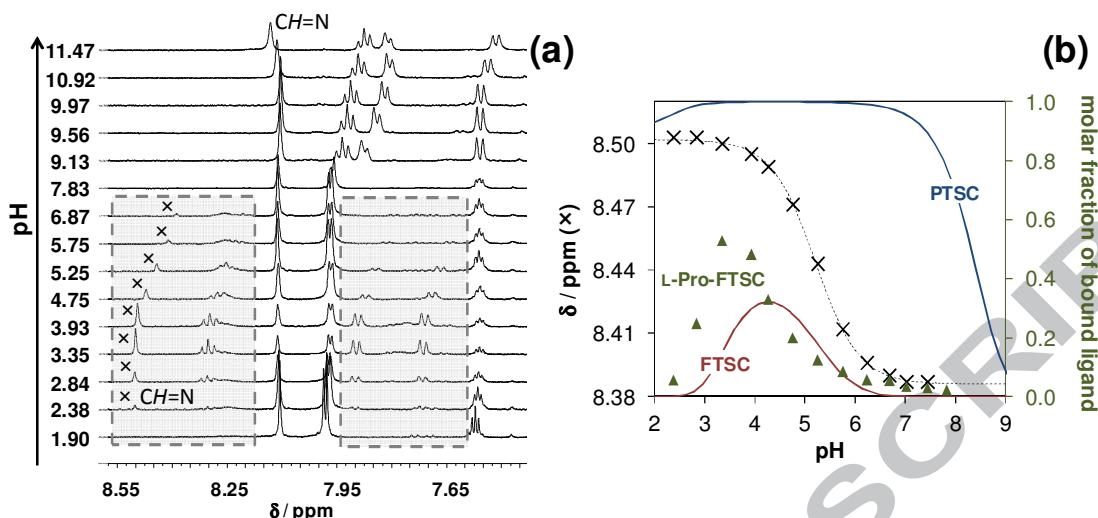 CH=N
(a)
pH
11.47
10.92
9.97
9.56
9.13
7.83
6.87
5.75
5.25
4.75
3.93
3.35
2.84
2.38
1.90
×
×
×
×
×
×
×
× CH=N
8.55 8.25 7.95 7.65
δ / ppm
(b)
δ / ppm (×)
8.50
8.47
8.44
8.41
8.38
PTSC
L-Pro-FTSC
FTSC
1.0
0.8
0.6
0.4
0.2
0.0
molar fraction of bound ligand
2 3 4 5 6 7 8 9
pH
SCRIP